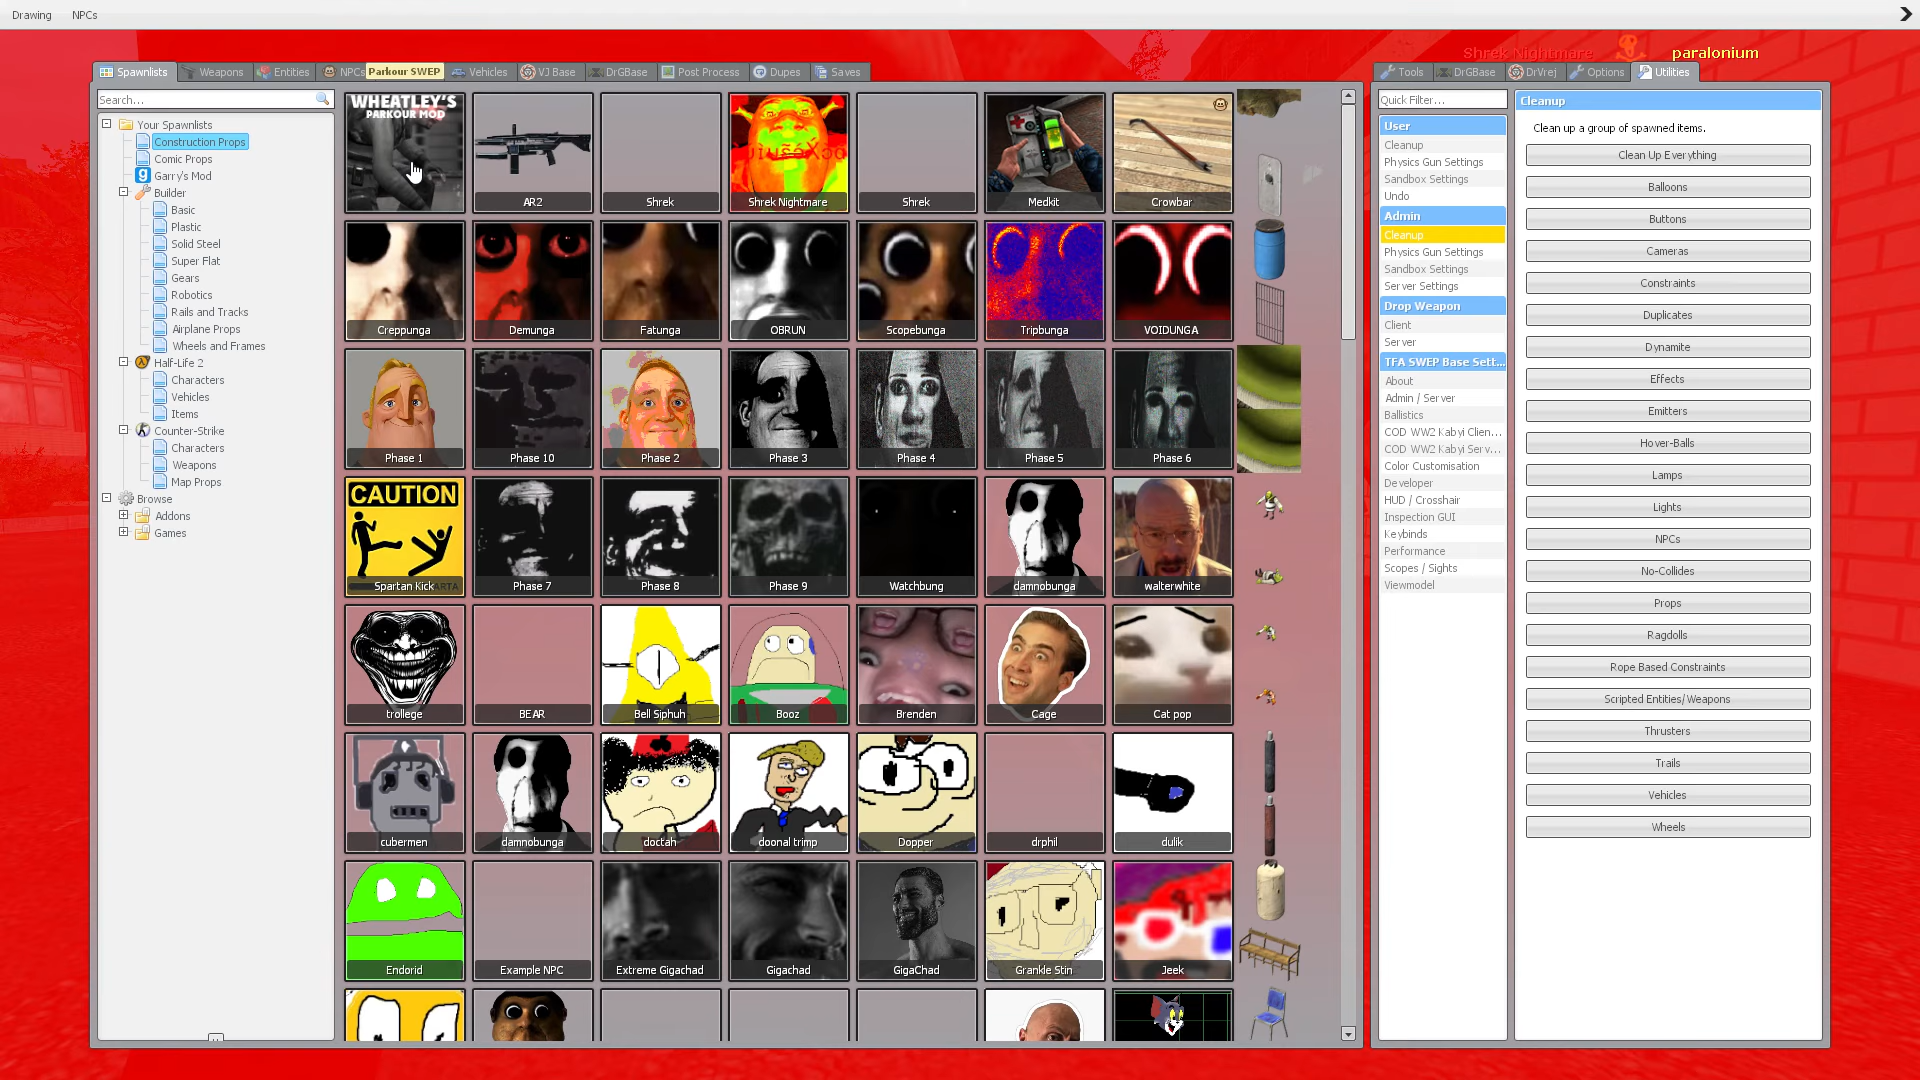 Drawing NPCs
Shrek Nightmare
paralonium
Spawnlists Weapons Entities NPCs Parkour SWEP Vehicles VJ Base DrGBase Post Process Dupes Saves
Tools DrGBase DrVrej Options Utilities
Search...
Your Spawnlists
Construction Props
Comic Props
Garry's Mod
Builder
Basic
Plastic
Solid Steel
Super Flat
Gears
Robotics
Rails and Tracks
Airplane Props
Wheels and Frames
Half-Life 2
Characters
Vehicles
Items
Counter-Strike
Characters
Weapons
Map Props
Browse
Addons
Games
WHEATLEY'S
PARKOUR MOD
AR2
Shrek
Shrek Nightmare
Shrek
Medkit
Crowbar
Creppunga
Demunga
Fatunga
OBRUN
Scopebunga
Tripbunga
VOIDUNGA
Phase 1
Phase 10
Phase 2
Phase 3
Phase 4
Phase 5
Phase 6
CAUTION
Spartan Kick
Phase 7
Phase 8
Phase 9
Watchbung
damnobunga
walterwhite
trollege
BEAR
Bell Siphuh
Booz
Brenden
Cage
Cat pop
cubermen
damnobunga
doctah
doonal trimp
Dopper
drphil
dulik
Endorid
Example NPC
Extreme Gigachad
Gigachad
GigaChad
Grankle Stin
Jeek
Quick Filter...
User
Cleanup
Physics Gun Settings
Sandbox Settings
Undo
Admin
Cleanup
Physics Gun Settings
Sandbox Settings
Server Settings
Drop Weapon
Client
Server
TFA SWEP Base Sett...
About
Admin / Server
Ballistics
COD WW2 Kabyi Clien...
COD WW2 Kabyi Serv...
Color Customisation
Developer
HUD / Crosshair
Inspection GUI
Keybinds
Performance
Scopes / Sights
Viewmodel
Cleanup
Clean up a group of spawned items.
Clean Up Everything
Balloons
Buttons
Cameras
Constraints
Duplicates
Dynamite
Effects
Emitters
Hover-Balls
Lamps
Lights
NPCs
No-Collides
Props
Ragdolls
Rope Based Constraints
Scripted Entities/Weapons
Thrusters
Trails
Vehicles
Wheels